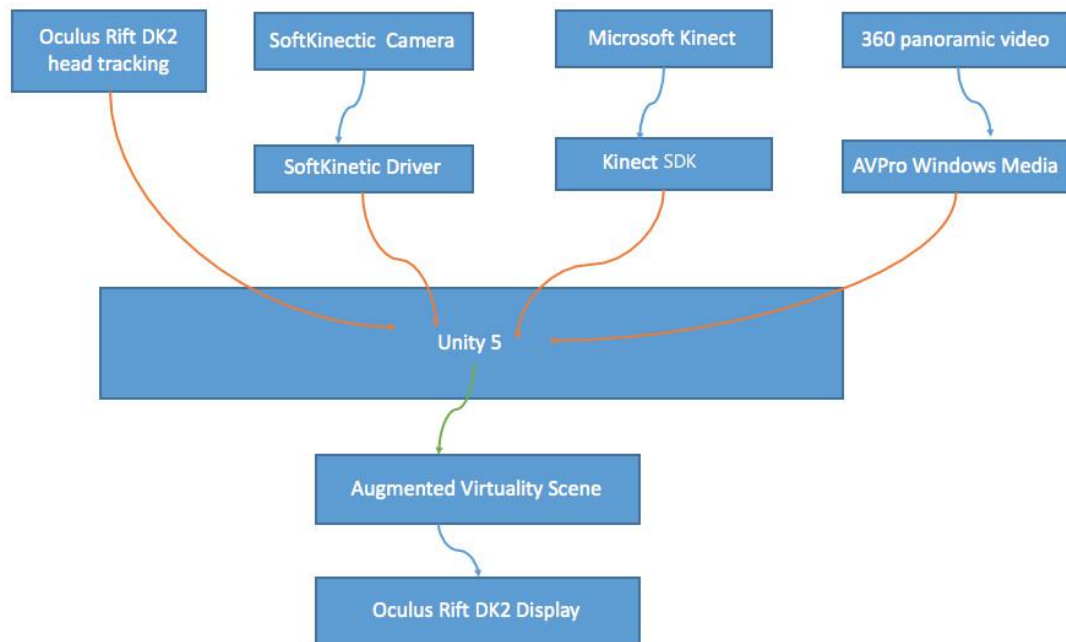 Oculus Rift DK2
head tracking
SoftKinectic Camera
Microsoft Kinect
360 panoramic video
SoftKinetic Driver
Kinect SDK
AVPro Windows Media
Unity 5
Augmented Virtuality Scene
Oculus Rift DK2 Display